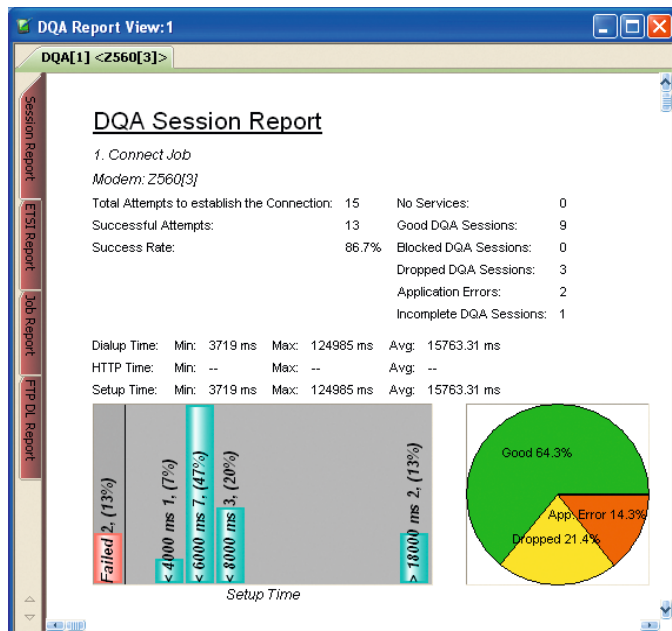 DQA Report View:1
DQA[1] <Z560[3]>
Session Report
ETSI Report
Job Report
FTP DL Report
DQA Session Report
1. Connect Job
Modem: Z560[3]
Total Attempts to establish the Connection: 15 No Services: 0
Successful Attempts: 13 Good DQA Sessions: 9
Success Rate: 86.7% Blocked DQA Sessions: 0
Dropped DQA Sessions: 3
Application Errors: 2
Incomplete DQA Sessions: 1
Dialup Time: Min: 3719 ms Max: 124985 ms Avg: 15763.31 ms
HTTP Time: Min: -- Max: -- Avg: --
Setup Time: Min: 3719 ms Max: 124985 ms Avg: 15763.31 ms
Failed 2, (13%)
< 4000 ms 1, (7%)
< 6000 ms 7, (47%)
< 8000 ms 3, (20%)
> 18000 ms 2, (13%)
Setup Time
Good 64.3%
App. Error 14.3%
Dropped 21.4%